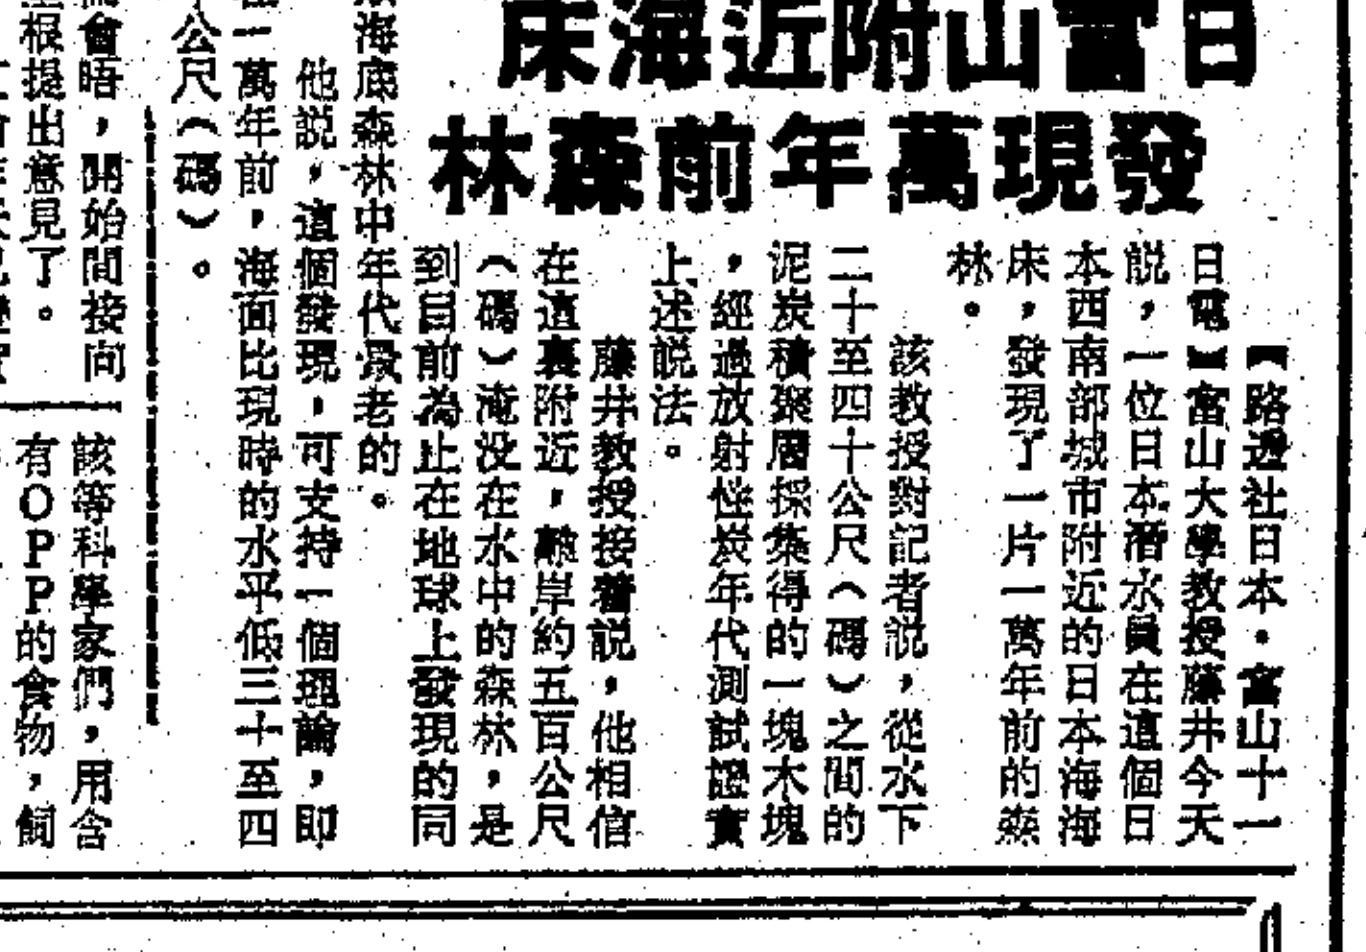 日富山附近海床
發現萬年前森林
【路透社日本・富山十一
日電】富山大學教授藤井今天
説，一位日本潛水員在這個日
本西南部城市附近的日本海海
床，發現了一片一萬年前的森
林。
該教授對記者説，從水下
二十至四十公尺（碼）之間的
泥炭積聚層採集得的一塊木塊
，經過放射性炭年代測試證實
上述説法。
藤井教授接着説，他相信
在這裏附近，離岸約五百公尺
（碼）淹没在水中的森林，是
到目前為止在地球上發現的同
海底森林中年代最老的。
他説，這個發現，可支持一個理論，即
在一萬年前，海面比現時的水平低三十至四
公尺（碼）。
會晤，開始間接向
根提出意見了。
該等科學家們，用含
有OPP的食物，飼